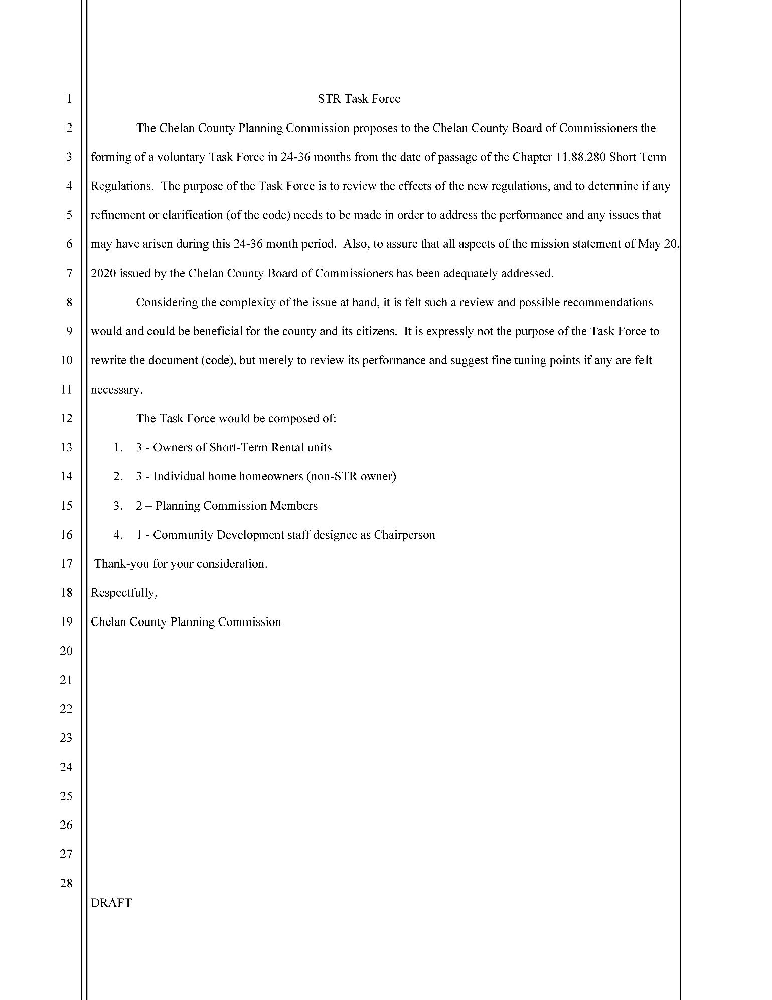 1 STR Task Force
2 The Chelan County Planning Commission proposes to the Chelan County Board of Commissioners the
3 forming of a voluntary Task Force in 24-36 months from the date of passage of the Chapter 11.88.280 Short Term
4 Regulations.  The purpose of the Task Force is to review the effects of the new regulations, and to determine if any
5 refinement or clarification (of the code) needs to be made in order to address the performance and any issues that
6 may have arisen during this 24-36 month period.  Also, to assure that all aspects of the mission statement of May 20,
7 2020 issued by the Chelan County Board of Commissioners has been adequately addressed.
8 Considering the complexity of the issue at hand, it is felt such a review and possible recommendations
9 would and could be beneficial for the county and its citizens.  It is expressly not the purpose of the Task Force to
10 rewrite the document (code), but merely to review its performance and suggest fine tuning points if any are felt
11 necessary.
12 The Task Force would be composed of:
13 1. 3 - Owners of Short-Term Rental units
14 2. 3 - Individual home homeowners (non-STR owner)
15 3. 2 – Planning Commission Members
16 4. 1 - Community Development staff designee as Chairperson
17 Thank-you for your consideration.
18 Respectfully,
19 Chelan County Planning Commission
20
21
22
23
24
25
26
27
28
DRAFT